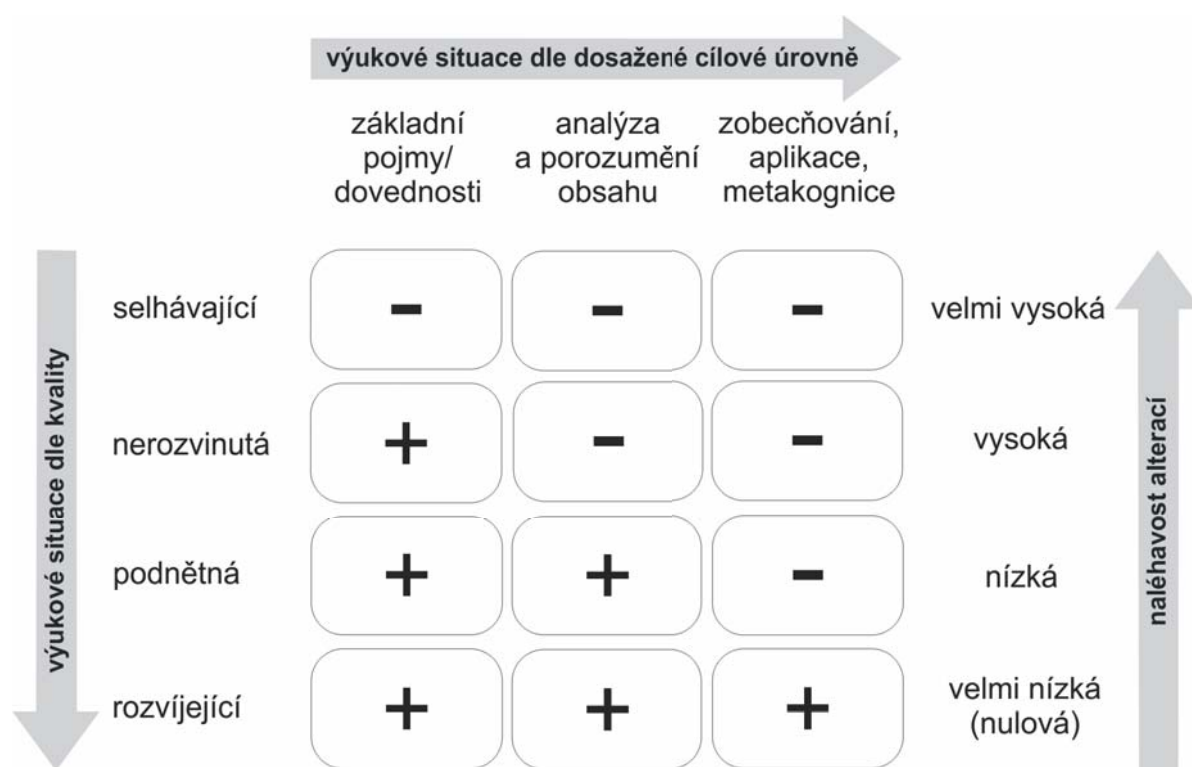 výukové situace dle dosažené cílové úrovně
základní
pojmy/
dovednosti
analýza
a porozumění
obsahu
zobecňování,
aplikace,
metakognice
výukové situace dle kvality
selhávající
-
-
-
velmi vysoká
nerozvinutá
+
-
-
vysoká
podnětná
+
+
-
nízká
rozvíjející
+
+
+
velmi nízká
(nulová)
naléhavost alterací